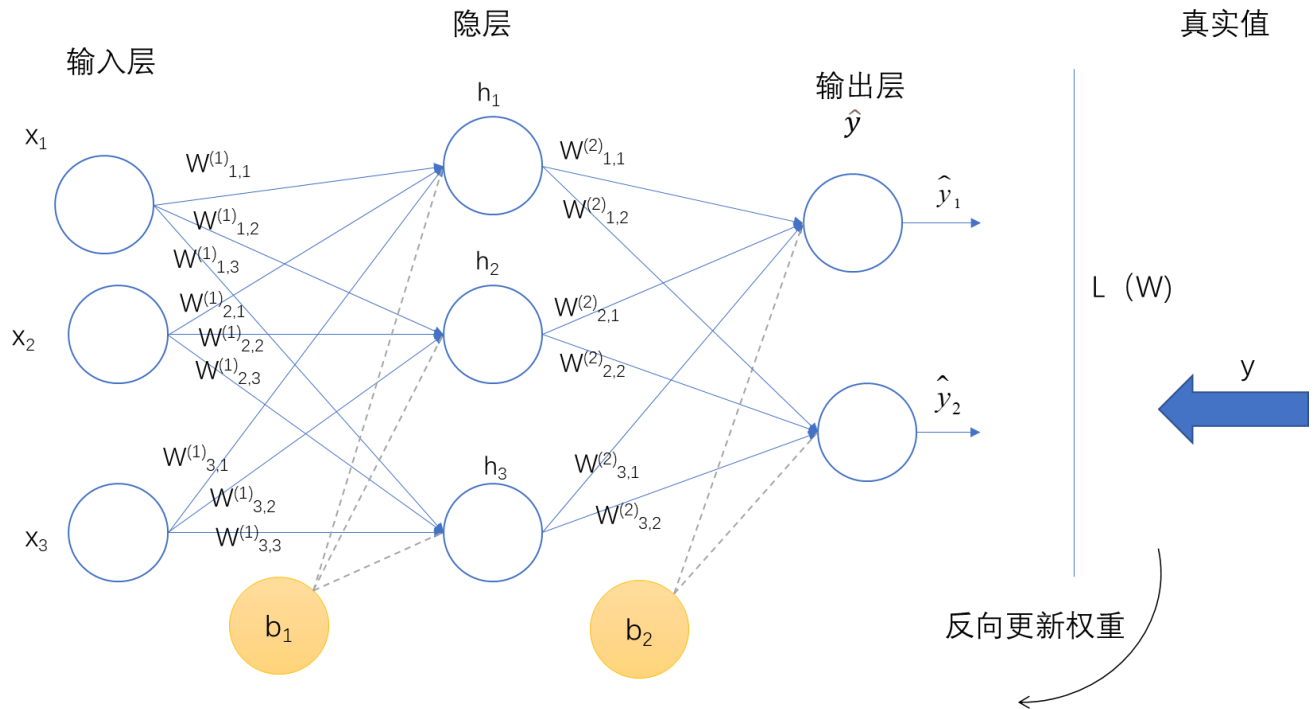 输入层
隐层
输出层
真实值
ŷ
x₁
x₂
x₃
h₁
h₂
h₃
W⁽¹⁾₁,₁
W⁽¹⁾₁,₂
W⁽¹⁾₁,₃
W⁽¹⁾₂,₁
W⁽¹⁾₂,₂
W⁽¹⁾₂,₃
W⁽¹⁾₃,₁
W⁽¹⁾₃,₂
W⁽¹⁾₃,₃
W⁽²⁾₁,₁
W⁽²⁾₁,₂
W⁽²⁾₂,₁
W⁽²⁾₂,₂
W⁽²⁾₃,₁
W⁽²⁾₃,₂
ŷ₁
ŷ₂
b₁
b₂
L（W)
y
反向更新权重